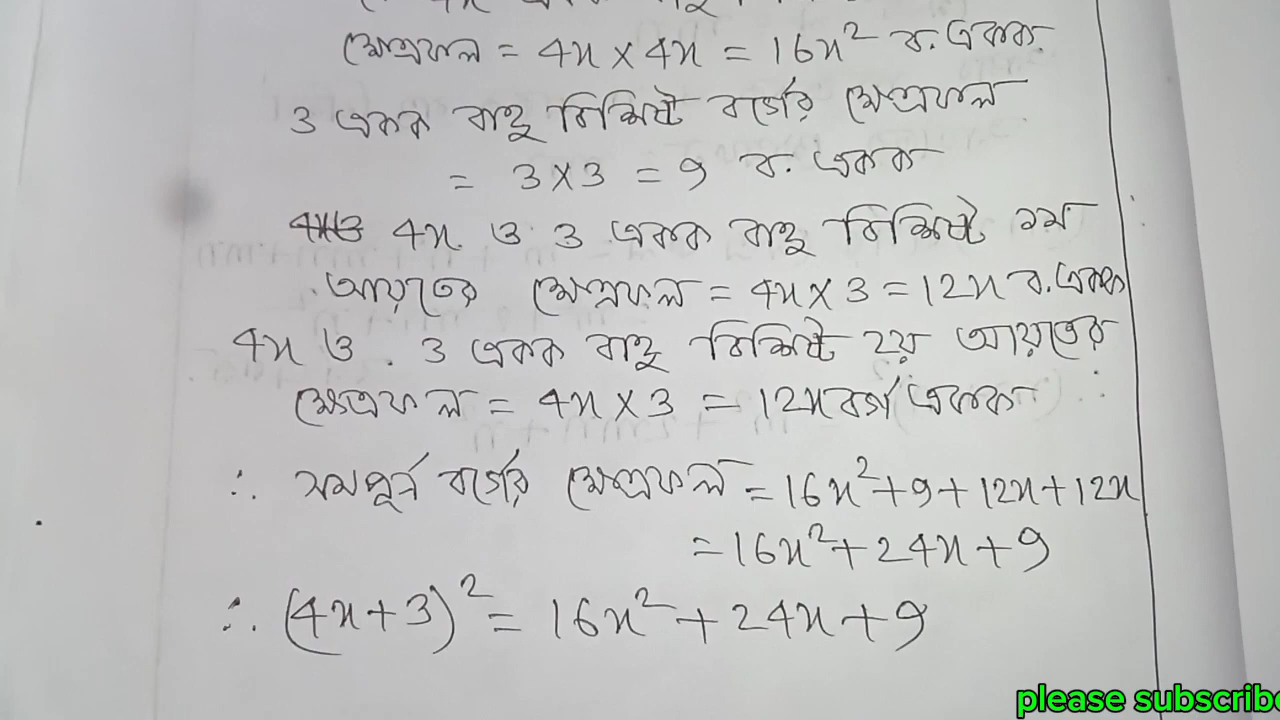 ক্ষেত্রফল = 4x × 4x = 16x² ব. একক
3 একক বাহু বিশিষ্ট বর্গের ক্ষেত্রফল
= 3×3 = 9 ব. একক
4x ও 3 একক বাহু বিশিষ্ট ১ম
আয়তের ক্ষেত্রফল = 4x × 3 = 12x ব. একক
4x ও 3 একক বাহু বিশিষ্ট ২য় আয়তের
ক্ষেত্রফল = 4x × 3 = 12x বর্গ একক
∴ সমপূর্ন বর্গের ক্ষেত্রফল = 16x²+9+12x+12x
= 16x²+24x+9
∴ (4x+3)² = 16x²+24x+9
please subscribe